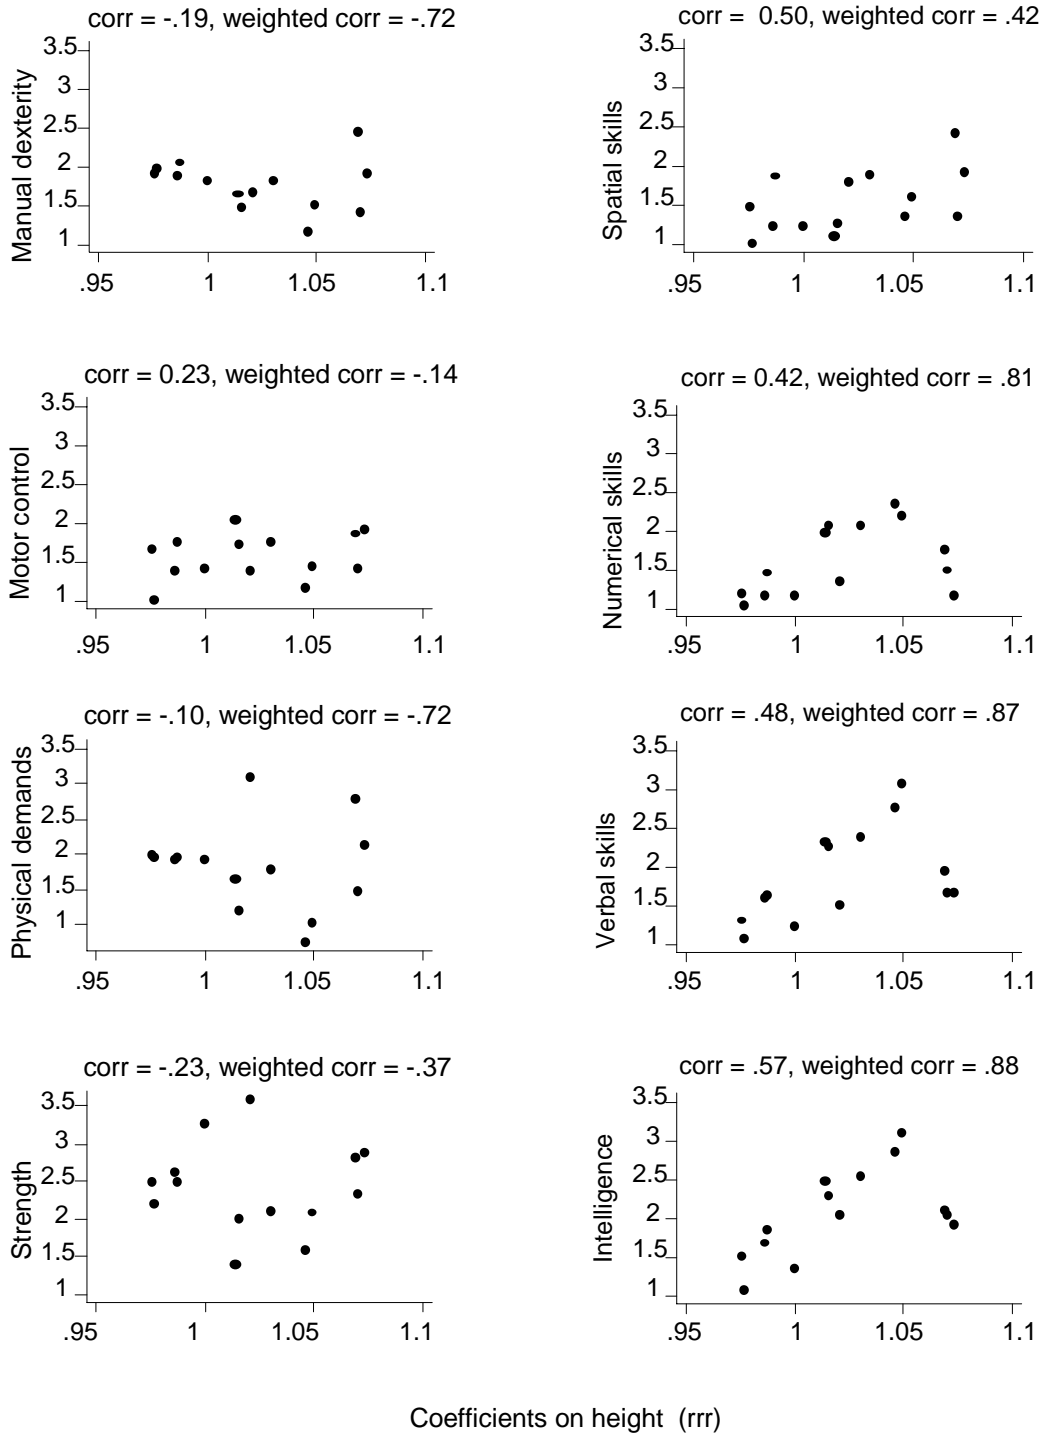 corr = -.19, weighted corr = -.72
Manual dexterity
3.5
3
2.5
2
1.5
1
.95 1 1.05 1.1
corr = 0.50, weighted corr = .42
Spatial skills
3.5
3
2.5
2
1.5
1
.95 1 1.05 1.1
corr = 0.23, weighted corr = -.14
Motor control
3.5
3
2.5
2
1.5
1
.95 1 1.05 1.1
corr = 0.42, weighted corr = .81
Numerical skills
3.5
3
2.5
2
1.5
1
.95 1 1.05 1.1
corr = -.10, weighted corr = -.72
Physical demands
3.5
3
2.5
2
1.5
1
.95 1 1.05 1.1
corr = .48, weighted corr = .87
Verbal skills
3.5
3
2.5
2
1.5
1
.95 1 1.05 1.1
corr = -.23, weighted corr = -.37
Strength
3.5
3
2.5
2
1.5
1
.95 1 1.05 1.1
corr = .57, weighted corr = .88
Intelligence
3.5
3
2.5
2
1.5
1
.95 1 1.05 1.1
Coefficients on height (rrr)